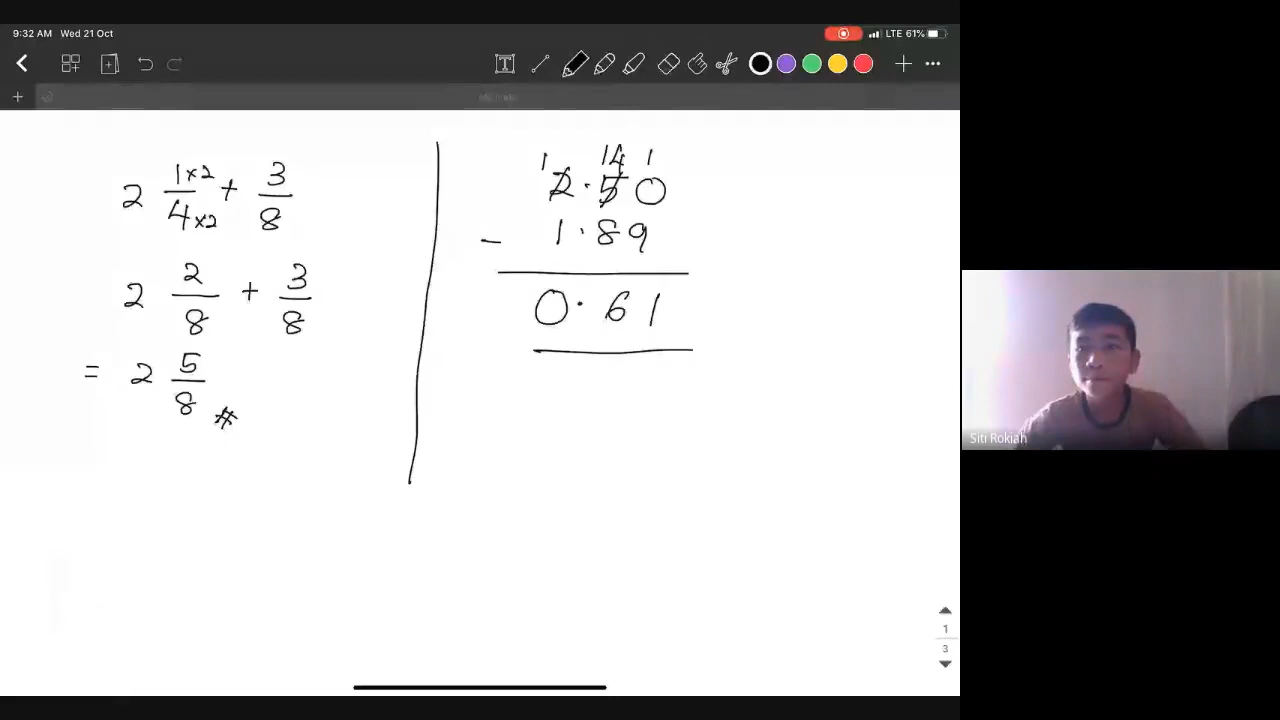 9:32 AM Wed 21 Oct
LTE 61%
2 1×2/4×2 + 3/8
2 2/8 + 3/8
= 2 5/8 #
1 14 1
2.50
- 1.89
0.61
Siti Rokiah
1
3